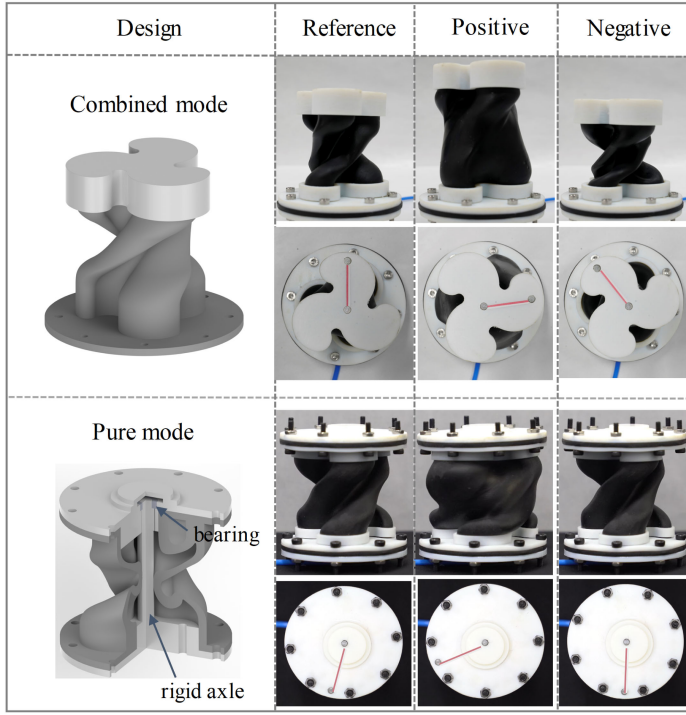 Design Reference Positive Negative
Combined mode
Pure mode
bearing
rigid axle